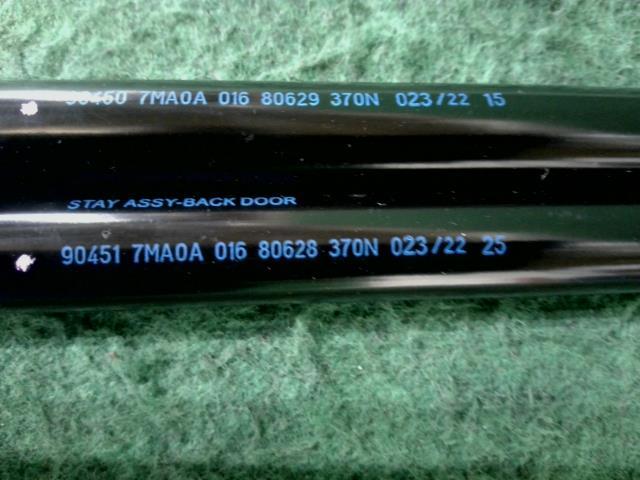 90450 7MA0A 016 80629 370N 023/22 15
STAY ASSY-BACK DOOR
90451 7MA0A 016 80628 370N 023/22 25